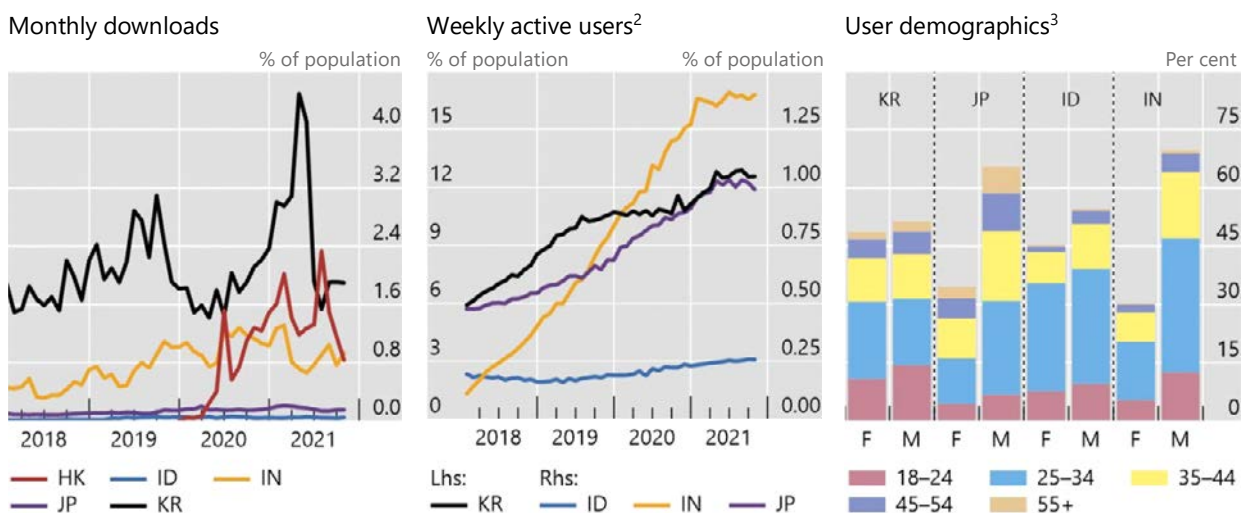 Monthly downloads
% of population
4.0
3.2
2.4
1.6
0.8
0.0
2018 2019 2020 2021
HK ID IN
JP KR
Weekly active users2
% of population % of population
15 1.25
12 1.00
9 0.75
6 0.50
3 0.25
0 0.00
2018 2019 2020 2021
Lhs: Rhs:
KR ID IN JP
User demographics3
Per cent
KR JP ID IN
75
60
45
30
15
0
F M F M F M F M
18–24 25–34 35–44
45–54 55+